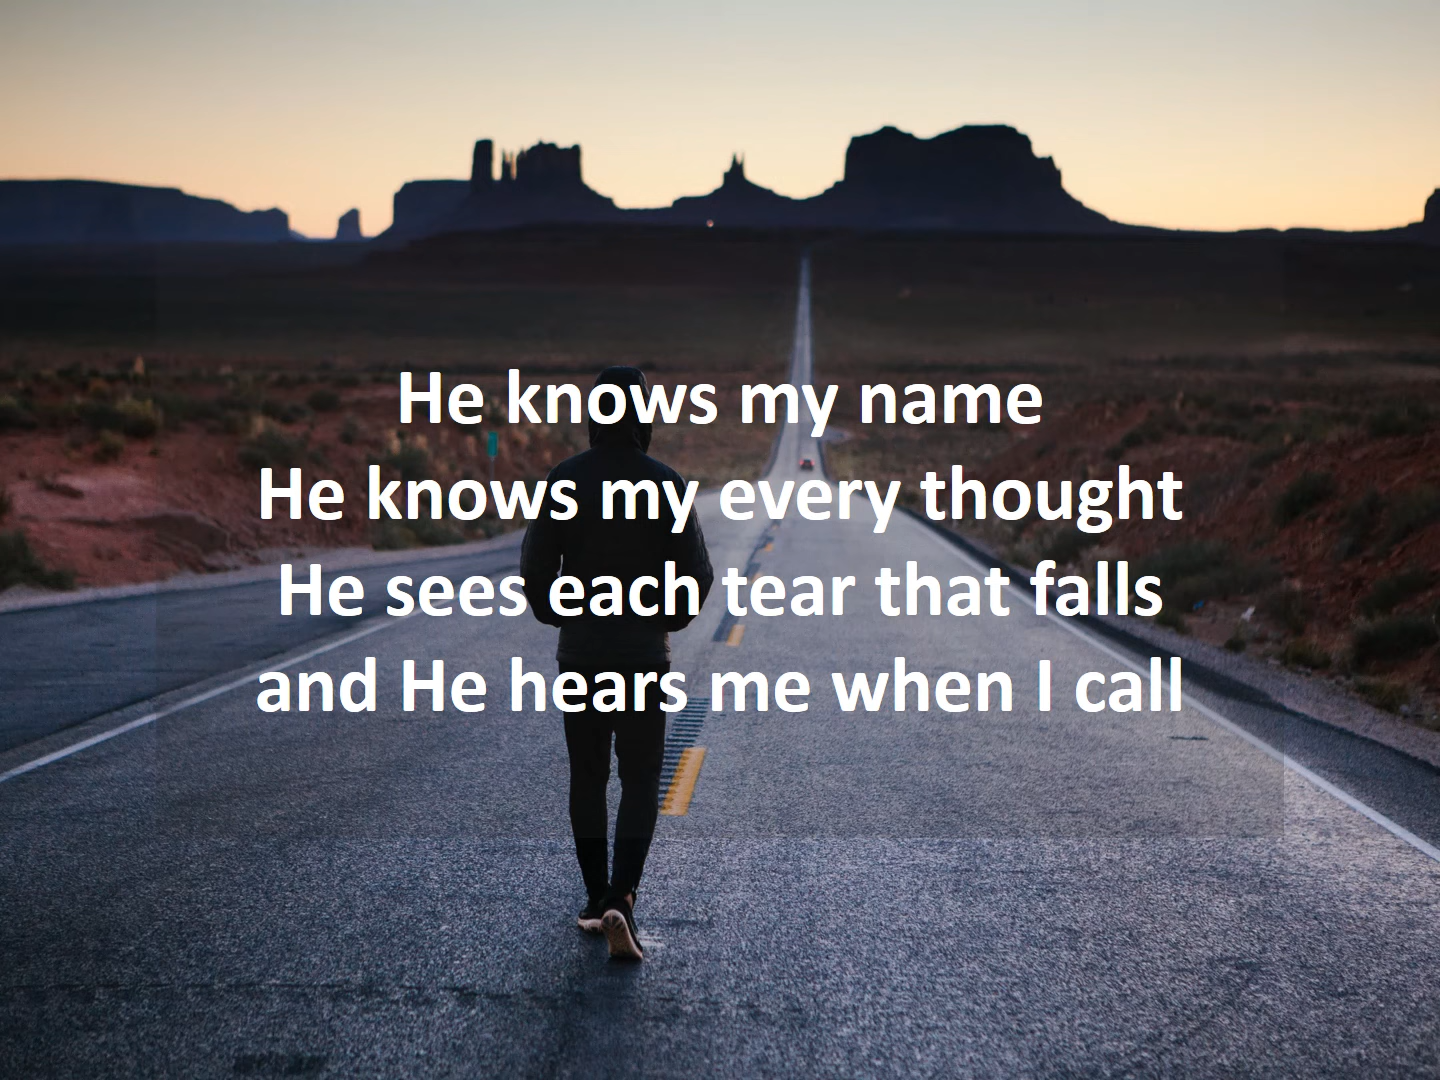 He knows my name
He knows my every thought
He sees each tear that falls
and He hears me when I call